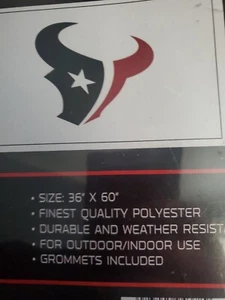 • SIZE: 36" X 60"
• FINEST QUALITY POLYESTER
• DURABLE AND WEATHER RESIST
• FOR OUTDOOR/INDOOR USE
• GROMMETS INCLUDED